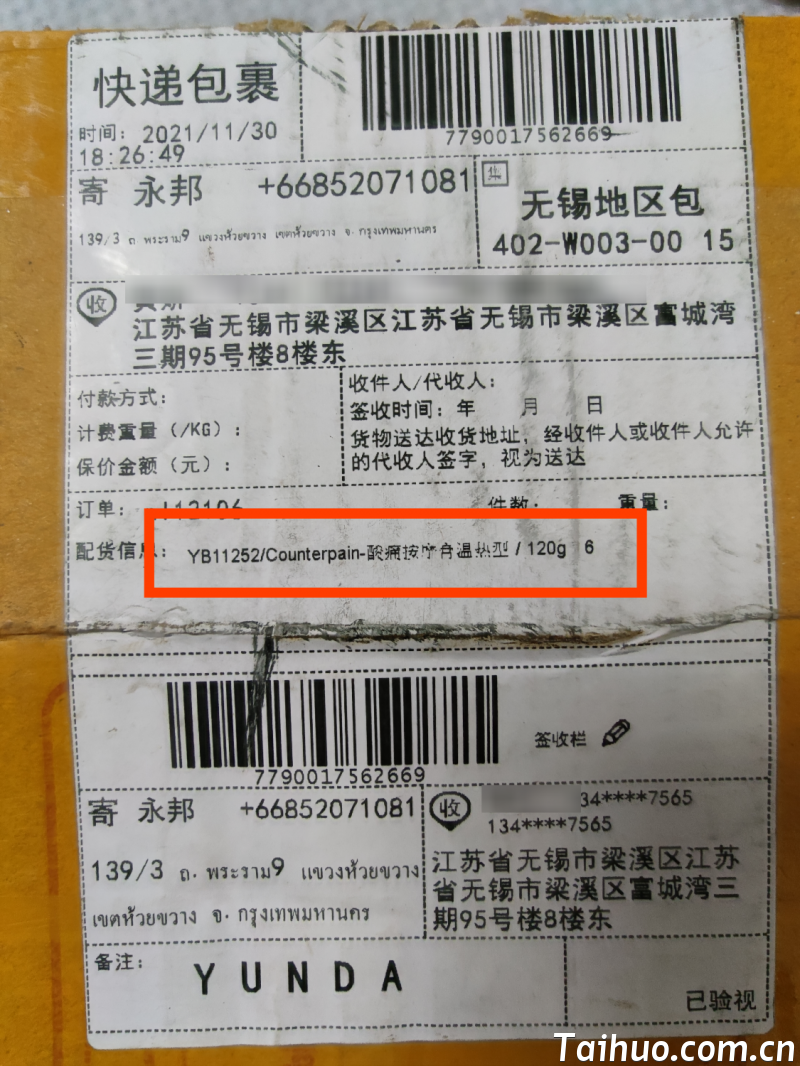 快递包裹
时间: 2021/11/30
18:26:49
7790017562669
寄 永邦 +66852071081
139/3 ถ พระราม9 แขวงห้วยขวาง เขตห้วยขวาง จ. กรุงเทพมหานคร
集
无锡地区包
402-W003-00 15
收
江苏省无锡市梁溪区江苏省无锡市梁溪区富城湾
三期95号楼8楼东
付款方式:
计费重量(/KG):
保价金额(元):
收件人/代收人:
签收时间: 年 月 日
货物送达收货地址, 经收件人或收件人允许
的代收人签字, 视为送达
订单: 件数: 重量:
配货信息: YB11252/Counterpain-酸痛按摩膏温热型 / 120g 6
7790017562669
签收栏
寄 永邦 +66852071081
139/3 ถ. พระราม9 แขวงห้วยขวาง
เขตห้วยขวาง จ. กรุงเทพมหานคร
收 34****7565
134****7565
江苏省无锡市梁溪区江苏
省无锡市梁溪区富城湾三
期95号楼8楼东
备注:
YUNDA
已验视
Taihuo.com.cn